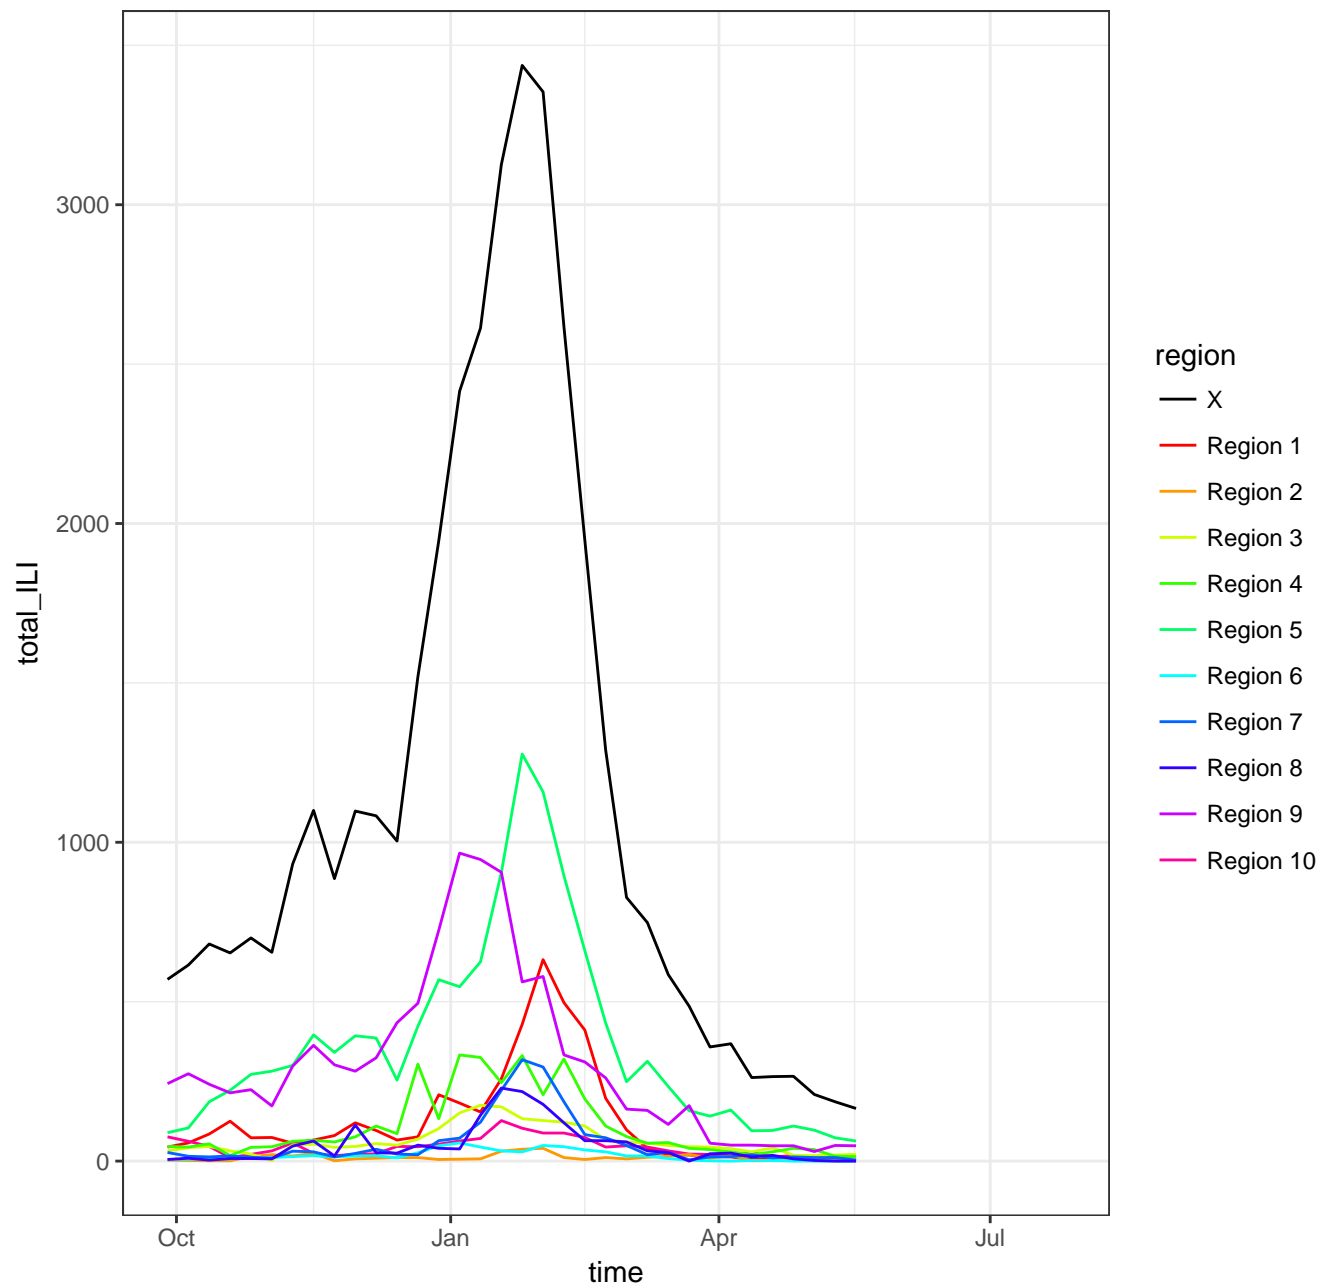 total_ILI
3000
2000
1000
0
Oct
Jan
Apr
Jul
time
region
X
Region 1
Region 2
Region 3
Region 4
Region 5
Region 6
Region 7
Region 8
Region 9
Region 10